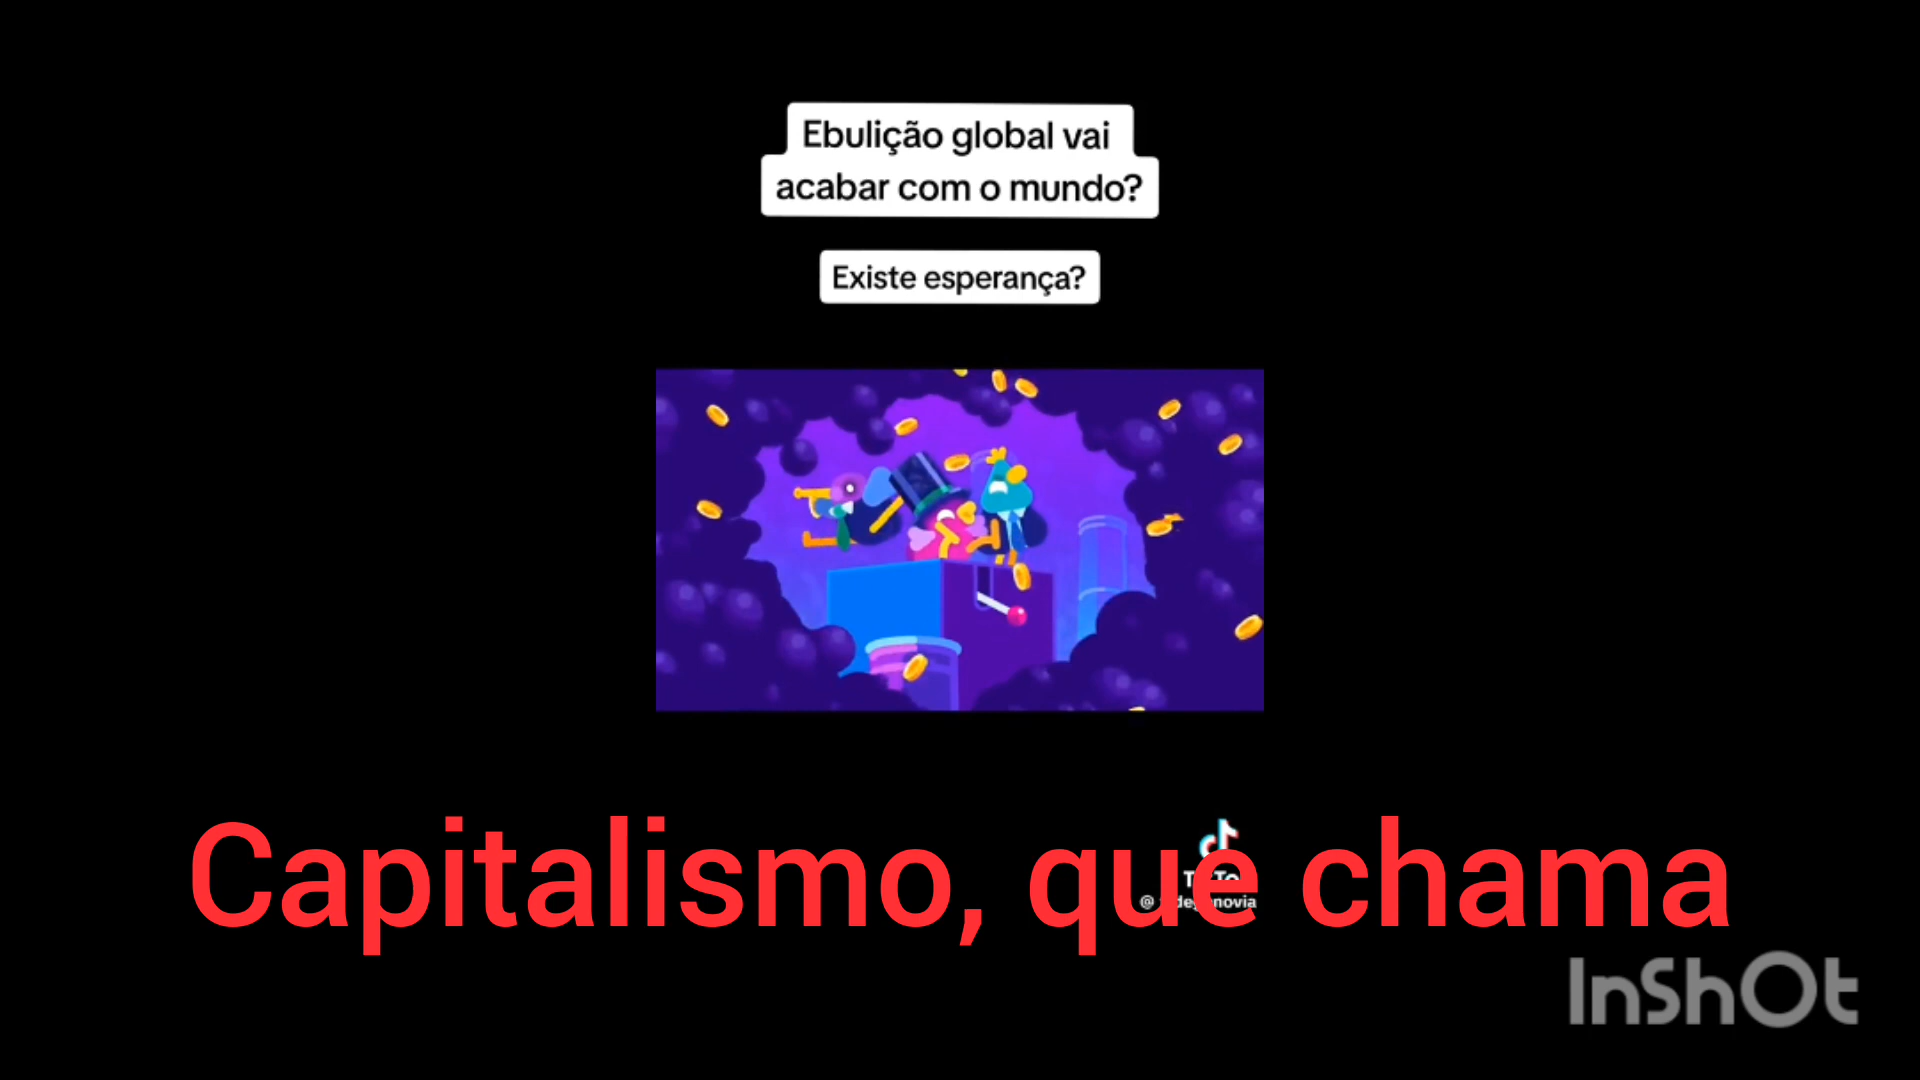 Ebulição global vai
acabar com o mundo?
Existe esperança?
Capitalismo, que chama
InShOt